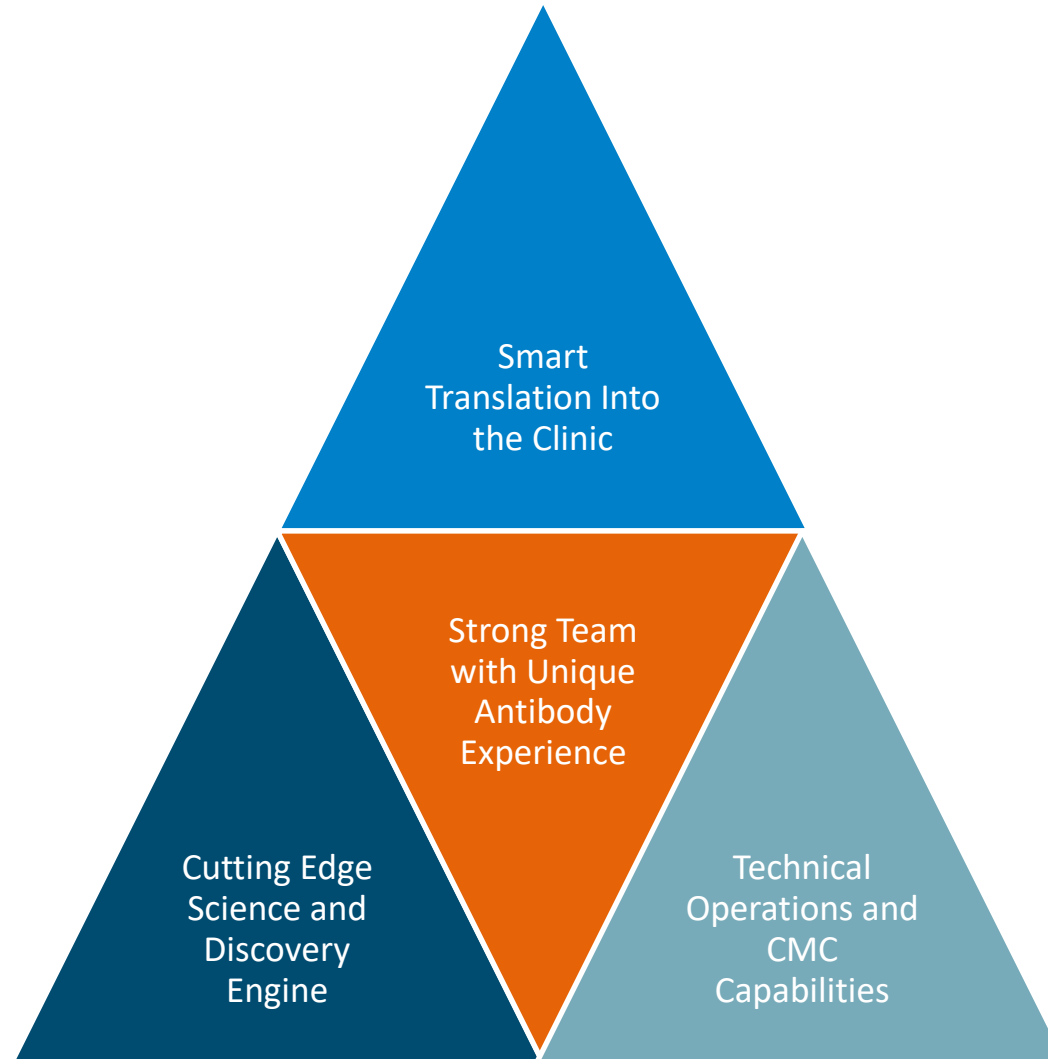 Smart
Translation Into
the Clinic
Strong Team
with Unique
Antibody
Experience
Cutting Edge
Science and
Discovery
Engine
Technical
Operations and
CMC
Capabilities